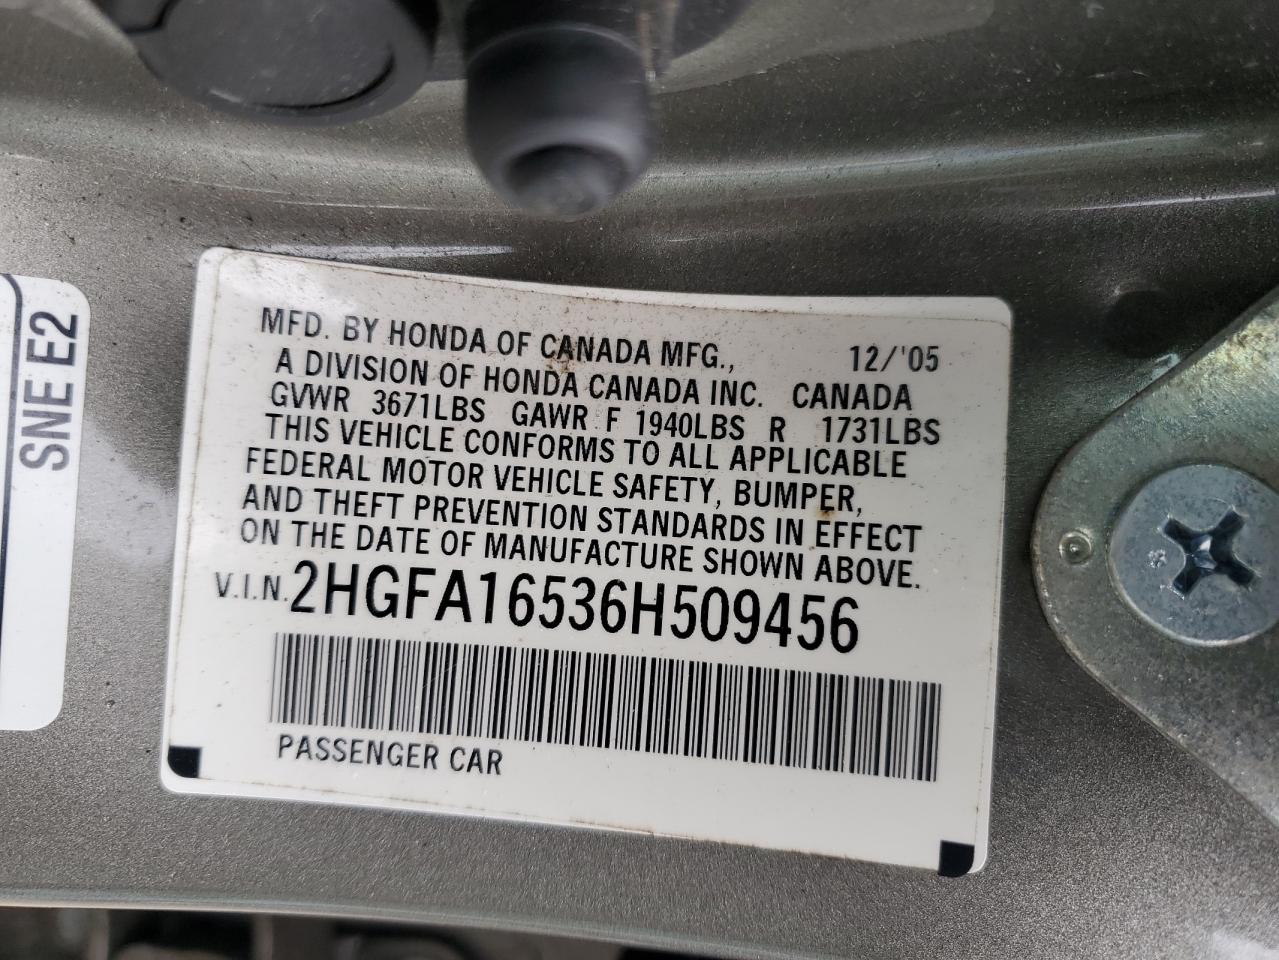 SNE E2
MFD. BY HONDA OF CANADA MFG., 12/'05
A DIVISION OF HONDA CANADA INC. CANADA
GVWR 3671LBS GAWR F 1940LBS R 1731LBS
THIS VEHICLE CONFORMS TO ALL APPLICABLE
FEDERAL MOTOR VEHICLE SAFETY, BUMPER,
AND THEFT PREVENTION STANDARDS IN EFFECT
ON THE DATE OF MANUFACTURE SHOWN ABOVE.
V.I.N. 2HGFA16536H509456
PASSENGER CAR